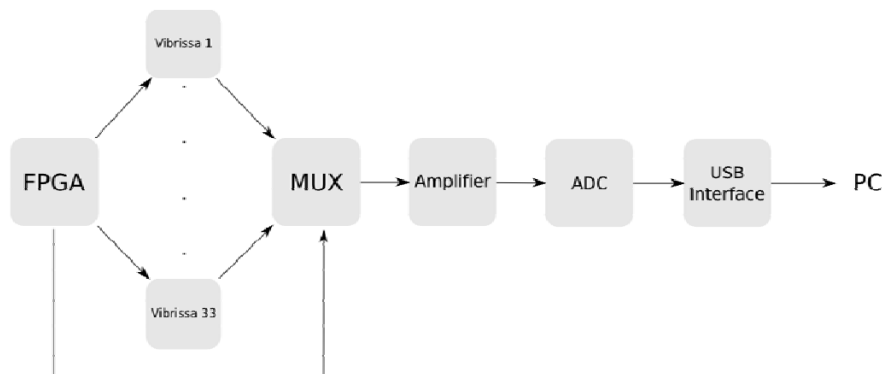 Vibrissa 1
FPGA
MUX
Amplifier
ADC
USB
Interface
PC
Vibrissa 33